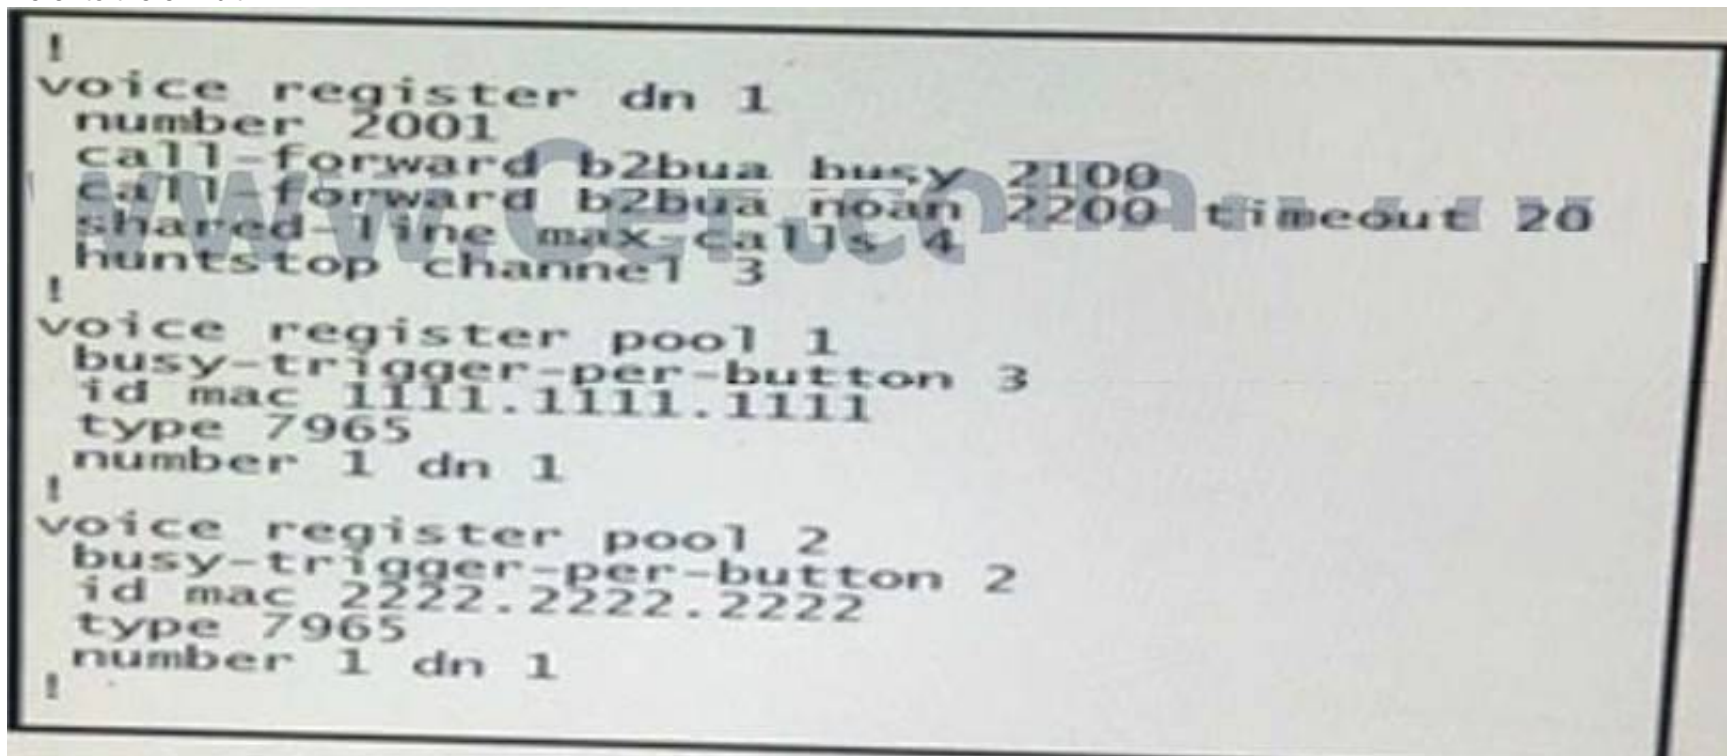 !
voice register dn 1
number 2001
call-forward b2bua busy 2100
call-forward b2bua noan 2200 timeout 20
shared-line max-calls 4
huntstop channel 3
!
voice register pool 1
busy-trigger-per-button 3
id mac 1111.1111.1111
type 7965
number 1 dn 1
!
voice register pool 2
busy-trigger-per-button 2
id mac 2222.2222.2222
type 7965
number 1 dn 1
!